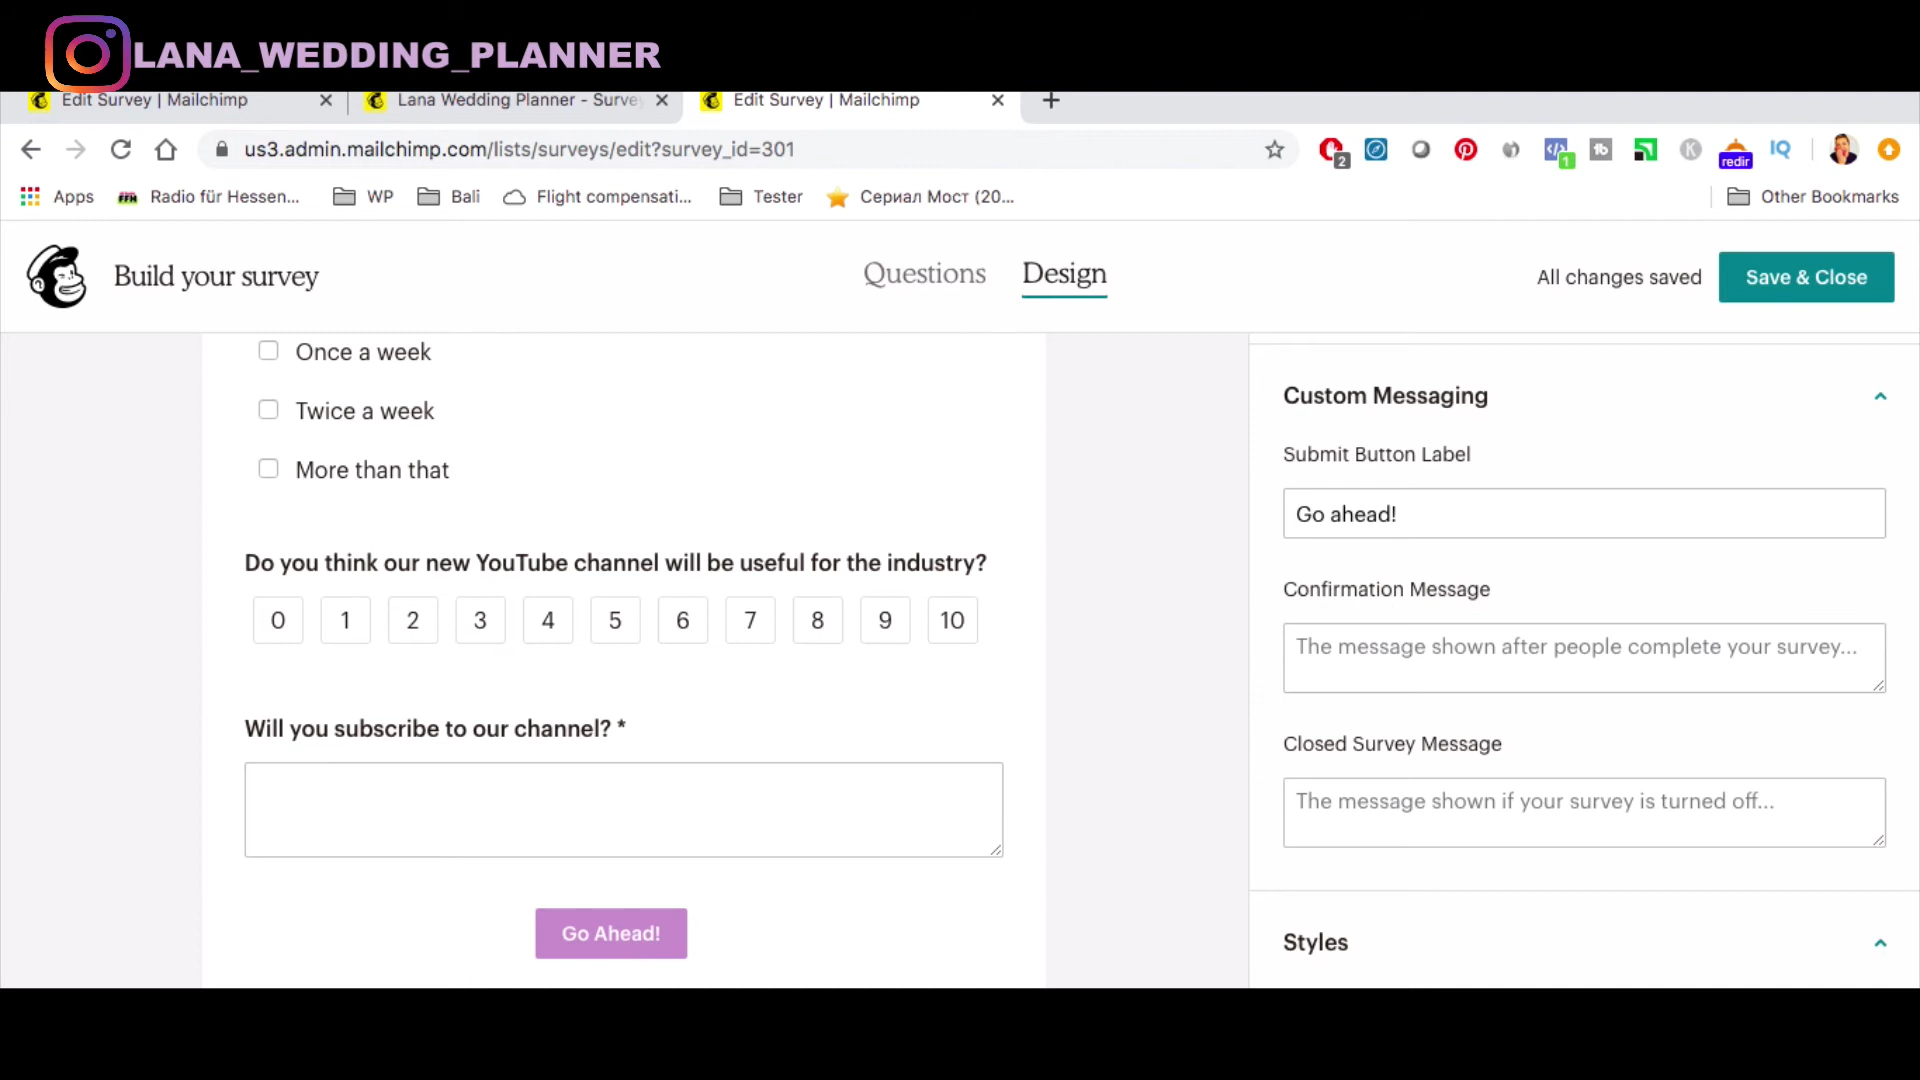 LANA_WEDDING_PLANNER
Edit Survey | Mailchimp
Lana Wedding Planner - Surve
Edit Survey | Mailchimp
us3.admin.mailchimp.com/lists/surveys/edit?survey_id=301
2
1
redir
K
IQ
Apps
FFH
Radio für Hessen...
WP
Bali
Flight compensati...
Tester
Сериал Мост (20...
Other Bookmarks
Build your survey
Questions
Design
All changes saved
Save & Close
Once a week
Twice a week
More than that
Do you think our new YouTube channel will be useful for the industry?
0 1 2 3 4 5 6 7 8 9 10
Will you subscribe to our channel? *
Go Ahead!
Custom Messaging
Submit Button Label
Go ahead!
Confirmation Message
The message shown after people complete your survey...
Closed Survey Message
The message shown if your survey is turned off...
Styles